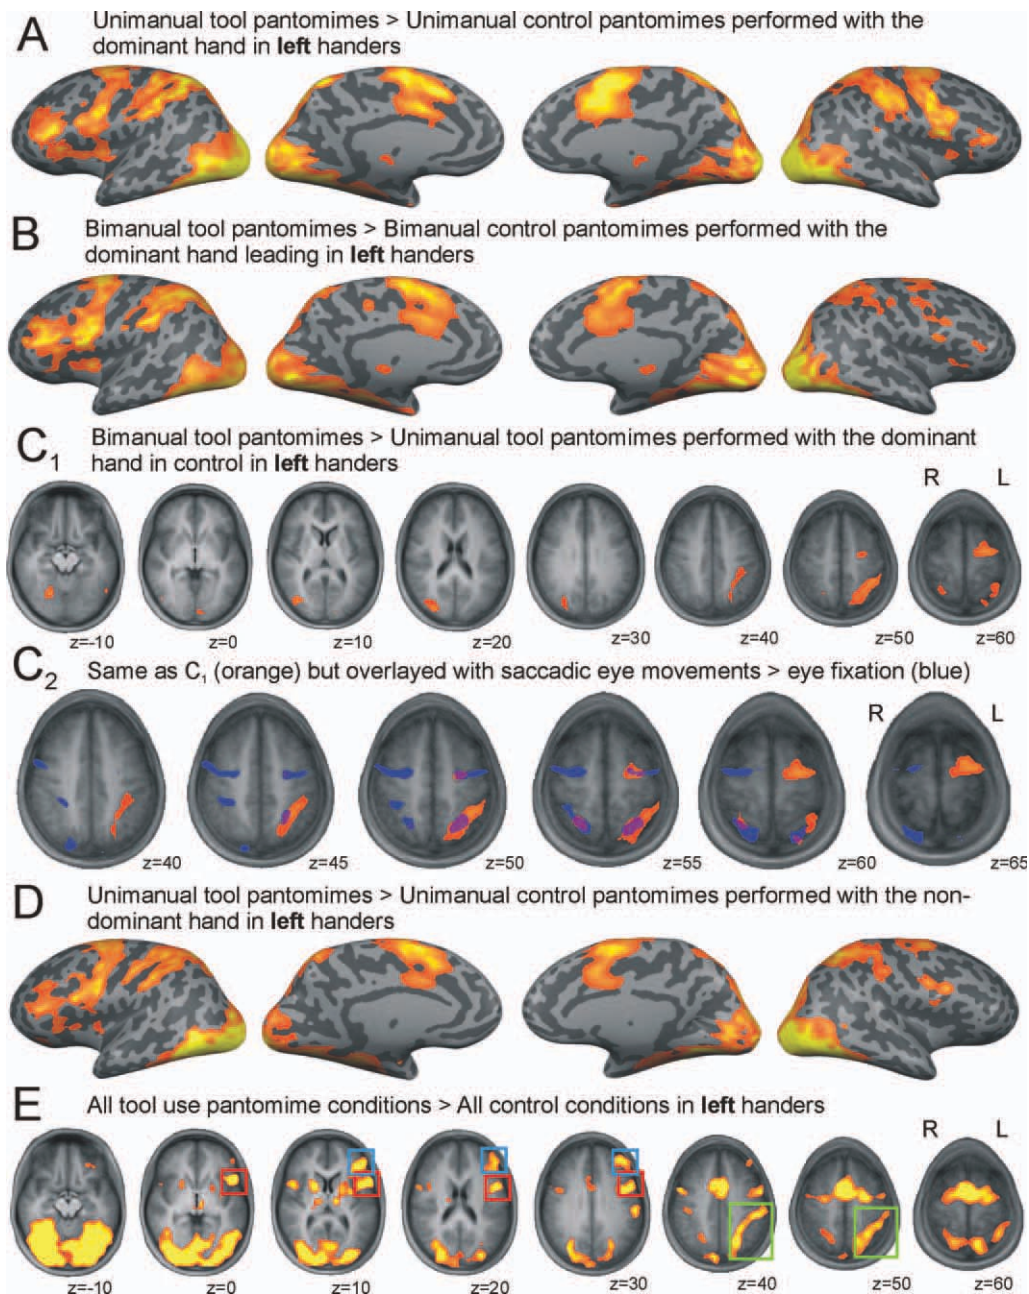 A
Unimanual tool pantomimes > Unimanual control pantomimes performed with the
dominant hand in left handers
B
Bimanual tool pantomimes > Bimanual control pantomimes performed with the
dominant hand leading in left handers
C1
Bimanual tool pantomimes > Unimanual tool pantomimes performed with the dominant
hand in control in left handers
R L
z=-10 z=0 z=10 z=20 z=30 z=40 z=50 z=60
C2
Same as C1 (orange) but overlayed with saccadic eye movements > eye fixation (blue)
R L
z=40 z=45 z=50 z=55 z=60 z=65
D
Unimanual tool pantomimes > Unimanual control pantomimes performed with the non-
dominant hand in left handers
E
All tool use pantomime conditions > All control conditions in left handers
R L
z=-10 z=0 z=10 z=20 z=30 z=40 z=50 z=60